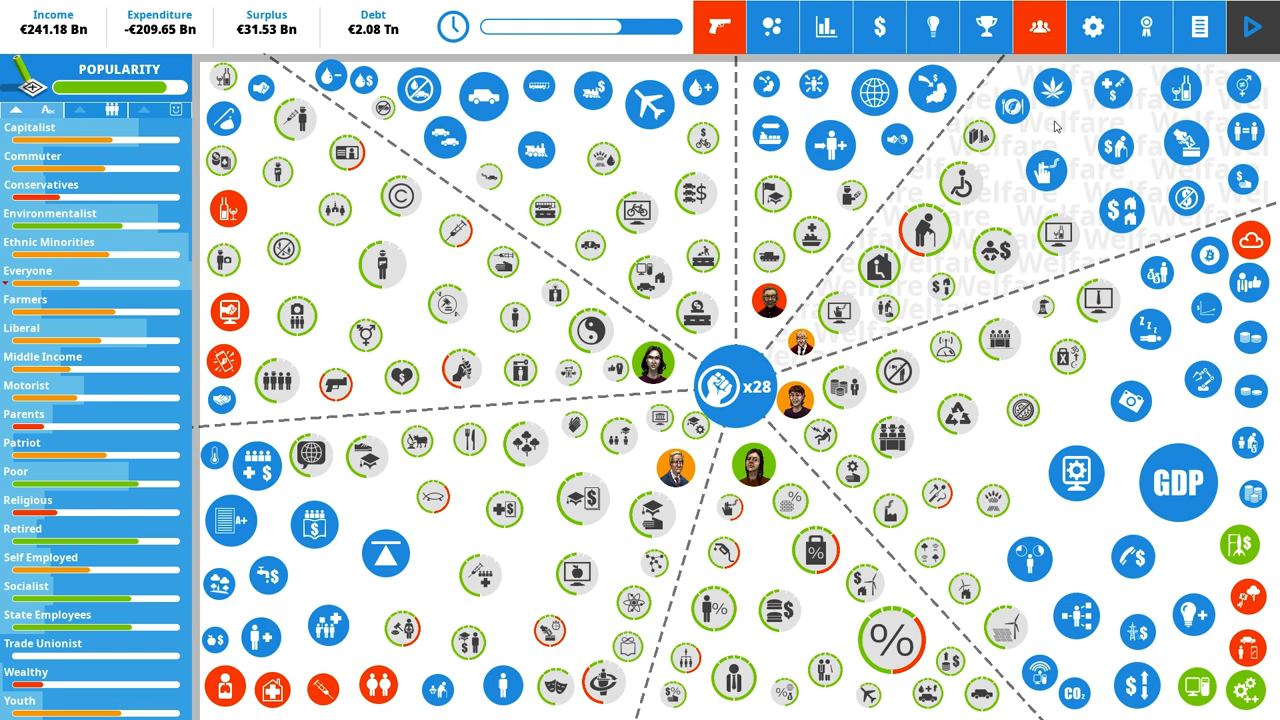 Income
€241.18 Bn
Expenditure
-€209.65 Bn
Surplus
€31.53 Bn
Debt
€2.08 Tn
POPULARITY
Capitalist
Commuter
Conservatives
Environmentalist
Ethnic Minorities
Everyone
Farmers
Liberal
Middle Income
Motorist
Parents
Patriot
Poor
Religious
Retired
Self Employed
Socialist
State Employees
Trade Unionist
Wealthy
Youth
Welfare
x28
GDP
CO₂
A+